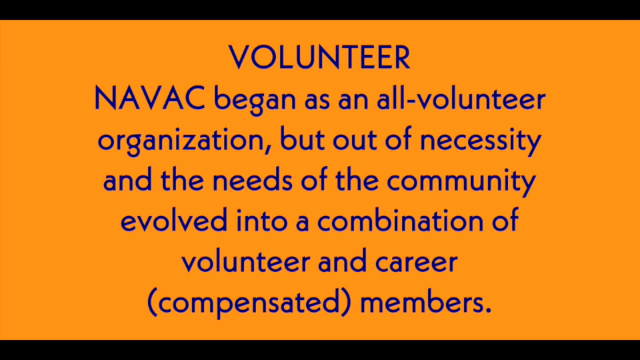 VOLUNTEER
NAVAC began as an all-volunteer
organization, but out of necessity
and the needs of the community
evolved into a combination of
volunteer and career
(compensated) members.